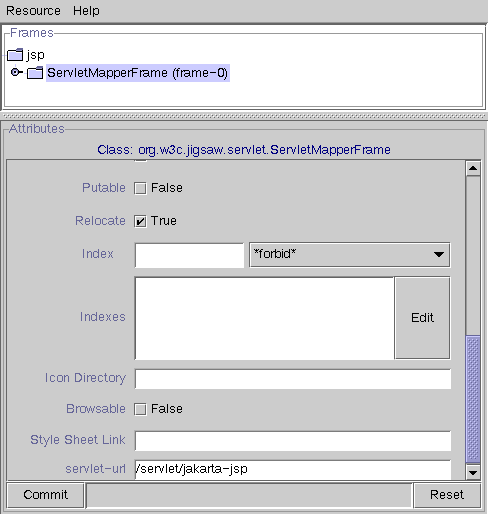 Resource Help
Frames
jsp
ServletMapperFrame (frame-0)
Attributes
Class: org.w3c.jigsaw.servlet.ServletMapperFrame
Putable False
Relocate True
Index *forbid*
Indexes Edit
Icon Directory
Browsable False
Style Sheet Link
servlet-url /servlet/jakarta-jsp
Commit Reset